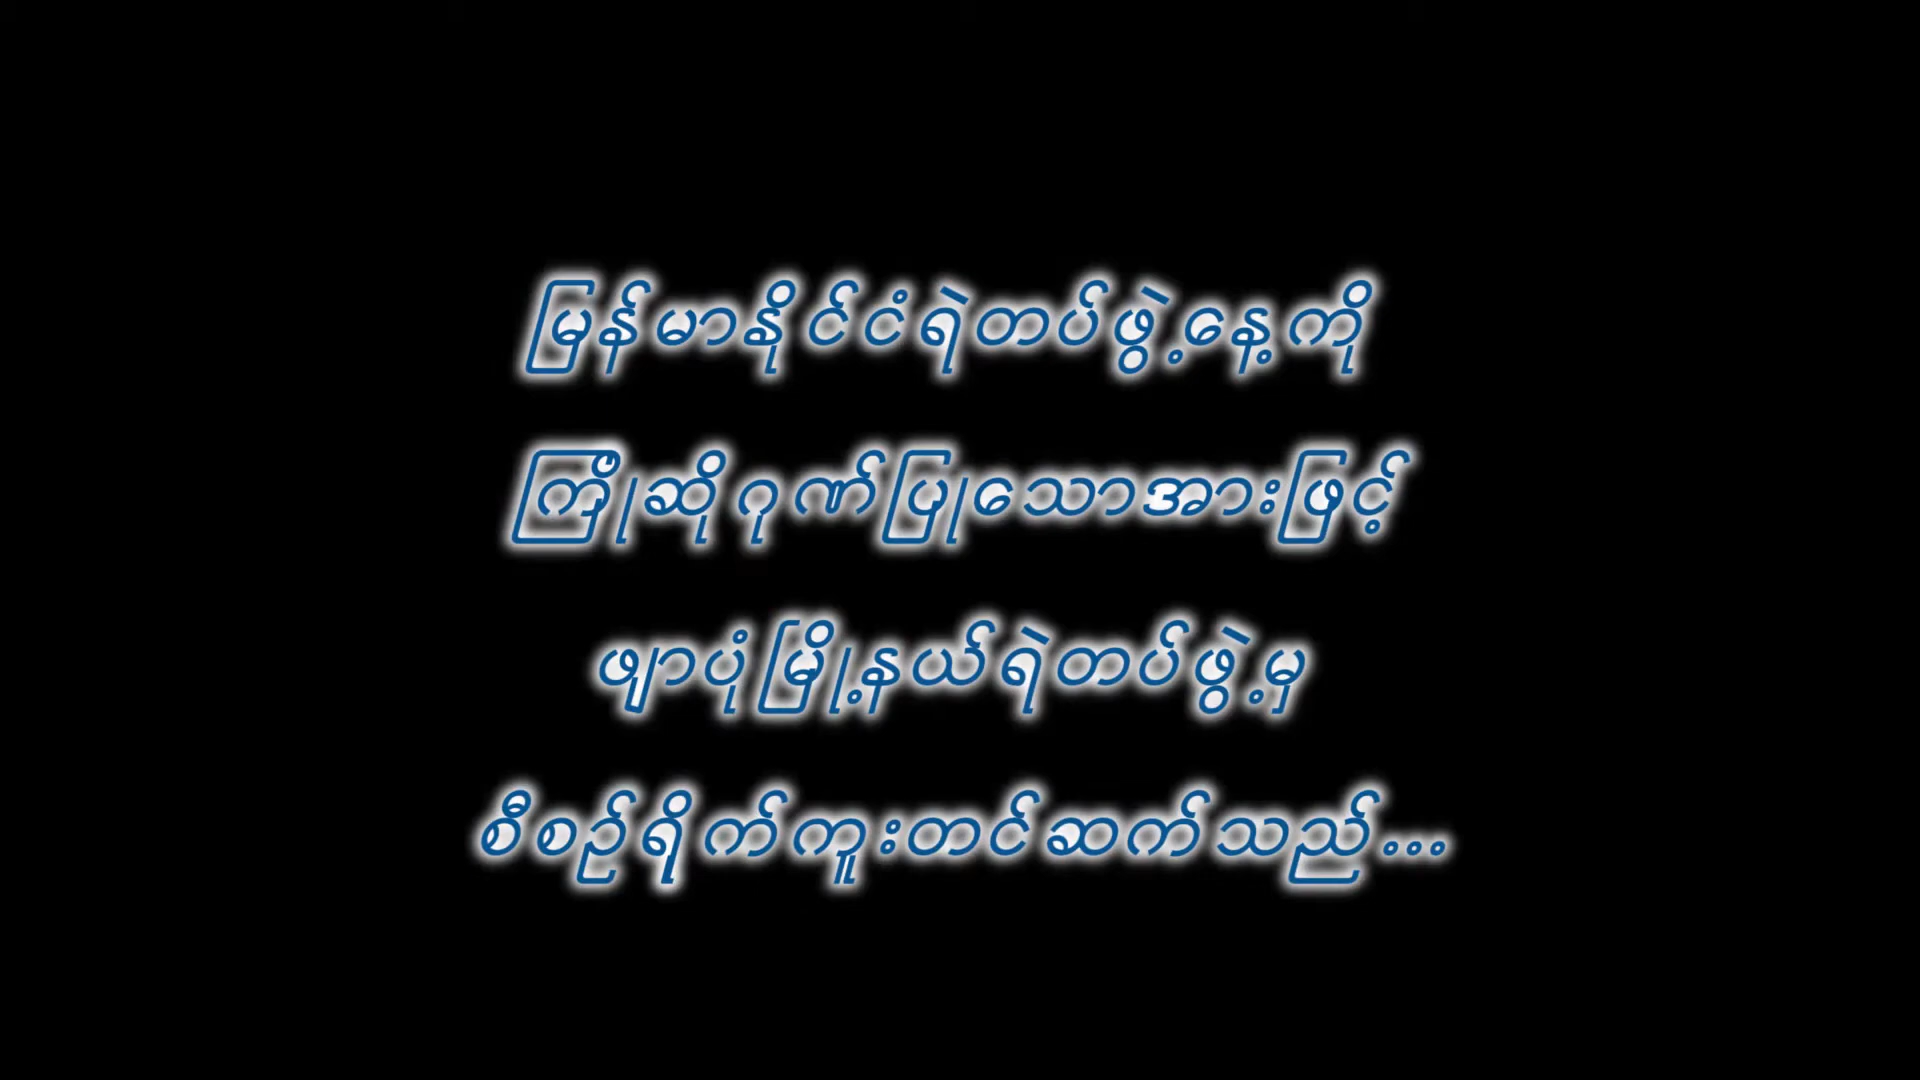 မြန်မာနိုင်ငံရဲတပ်ဖွဲ့နေ့ကို
ကြိုဆိုဂုဏ်ပြုသောအားဖြင့်
ဖျာပုံမြို့နယ်ရဲတပ်ဖွဲ့မှ
စီစဉ်ရိုက်ကူးတင်ဆက်သည်...